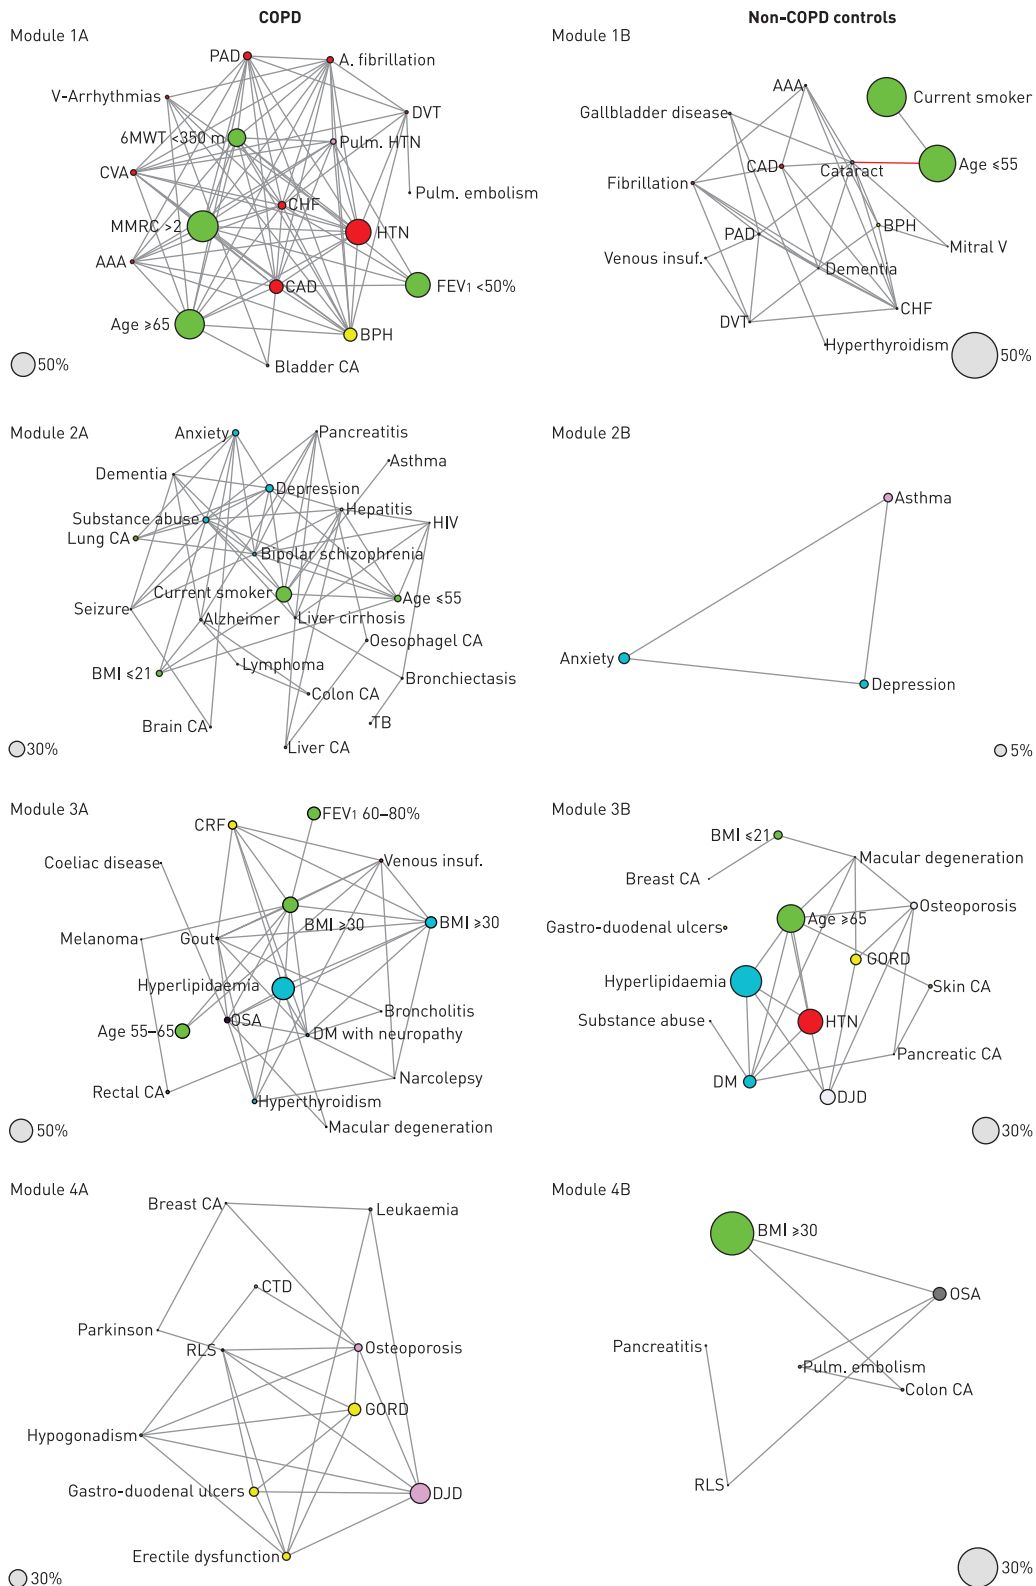 COPD
Non-COPD controls
Module 1A
PAD
A. fibrillation
V-Arrhythmias
DVT
6MWT <350 m
Pulm. HTN
CVA
Pulm. embolism
CHF
MMRC >2
HTN
AAA
CAD
FEV1 <50%
Age ≥65
BPH
Bladder CA
50%
Module 1B
AAA
Current smoker
Gallbladder disease
CAD
Cataract
Age ≤55
Fibrillation
BPH
PAD
Mitral V
Venous insuf.
Dementia
CHF
DVT
Hyperthyroidism
50%
Module 2A
Anxiety
Pancreatitis
Dementia
Asthma
Depression
Hepatitis
Substance abuse
HIV
Lung CA
Bipolar schizophrenia
Current smoker
Age ≤55
Seizure
Alzheimer
Liver cirrhosis
Oesophagel CA
BMI ≤21
Lymphoma
Bronchiectasis
Colon CA
Brain CA
TB
Liver CA
30%
Module 2B
Asthma
Anxiety
Depression
5%
Module 3A
FEV1 60–80%
CRF
Coeliac disease
Venous insuf.
BMI ≥30
BMI ≥30
Melanoma
Gout
Hyperlipidaemia
Broncholitis
Age 55–65
OSA
DM with neuropathy
Narcolepsy
Rectal CA
Hyperthyroidism
Macular degeneration
50%
Module 3B
BMI ≤21
Macular degeneration
Breast CA
Osteoporosis
Age ≥65
Gastro-duodenal ulcers
GORD
Hyperlipidaemia
Skin CA
Substance abuse
HTN
Pancreatic CA
DM
DJD
30%
Module 4A
Breast CA
Leukaemia
CTD
Parkinson
RLS
Osteoporosis
GORD
Hypogonadism
Gastro-duodenal ulcers
DJD
Erectile dysfunction
30%
Module 4B
BMI ≥30
OSA
Pancreatitis
Pulm. embolism
Colon CA
RLS
30%